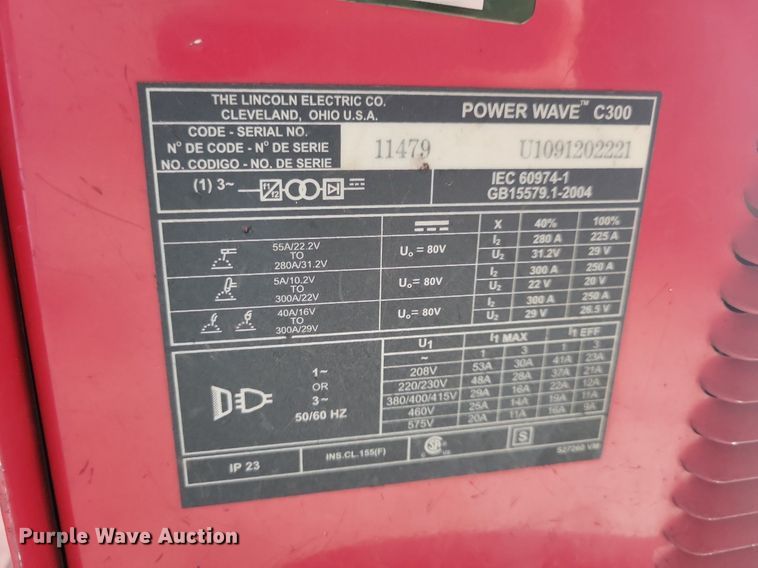 THE LINCOLN ELECTRIC CO.
CLEVELAND, OHIO U.S.A.
POWER WAVE™ C300
CODE - SERIAL NO.
Nº DE CODE - Nº DE SERIE
NO. CODIGO - NO. DE SERIE
11479 U1091202221
(1) 3~ f1 f2
IEC 60974-1
GB15579.1-2004
X 40% 100%
55A/22.2V
TO
280A/31.2V
U₀ = 80V
I₂ 280 A 225 A
U₂ 31.2V 29 V
5A/10.2V
TO
300A/22V
U₀ = 80V
I₂ 300 A 250 A
U₂ 22 V 20 V
40A/16V
TO
300A/29V
U₀ = 80V
I₂ 300 A 250 A
U₂ 29 V 26.5 V
1~
OR
3~
50/60 HZ
U₁ I₁ MAX I₁ EFF
~ 1 3 1 3
208V 53A 30A 41A 23A
220/230V 48A 28A 37A 21A
380/400/415V 29A 16A 22A 12A
460V 25A 14A 19A 11A
575V 20A 11A 16A 9A
IP 23
INS.CL.155(F)
S
S27260 VM
Purple Wave Auction